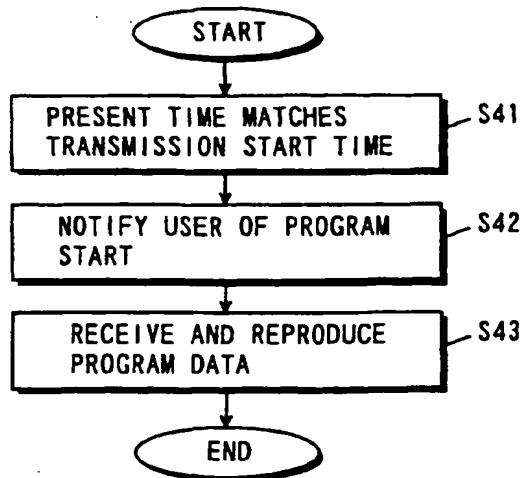 START
PRESENT TIME MATCHES
TRANSMISSION START TIME
S41
NOTIFY USER OF PROGRAM
START
S42
RECEIVE AND REPRODUCE
PROGRAM DATA
S43
END